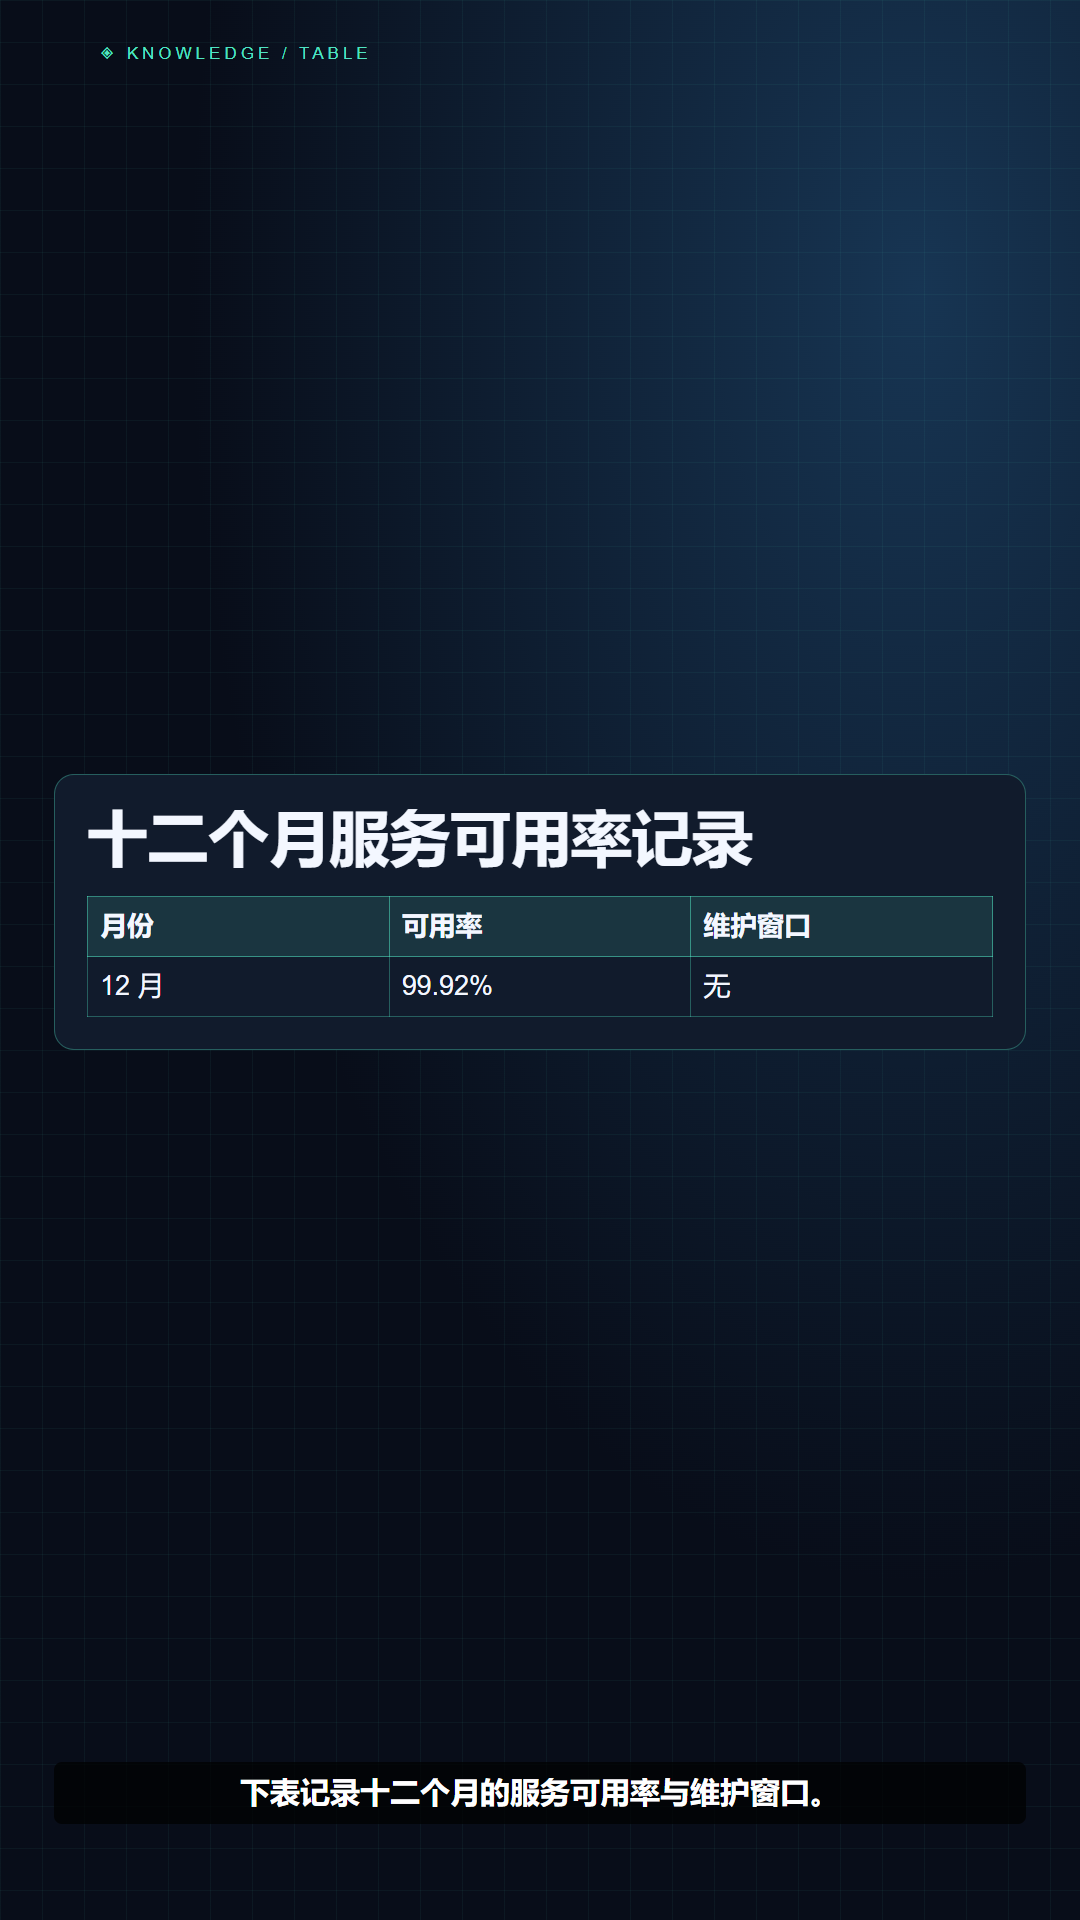 ◈ KNOWLEDGE / TABLE
十二个月服务可用率记录
月份 可用率 维护窗口
12 月 99.92% 无
下表记录十二个月的服务可用率与维护窗口。